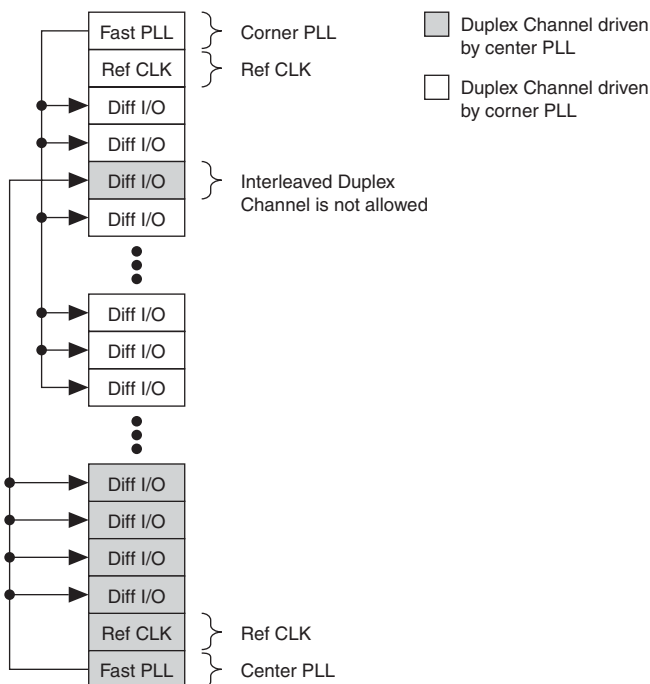 Fast PLL
Corner PLL
Duplex Channel driven
by center PLL
Ref CLK
Ref CLK
Duplex Channel driven
by corner PLL
Diff I/O
Diff I/O
Diff I/O
Interleaved Duplex
Channel is not allowed
Diff I/O
Diff I/O
Diff I/O
Diff I/O
Diff I/O
Diff I/O
Diff I/O
Diff I/O
Ref CLK
Ref CLK
Fast PLL
Center PLL